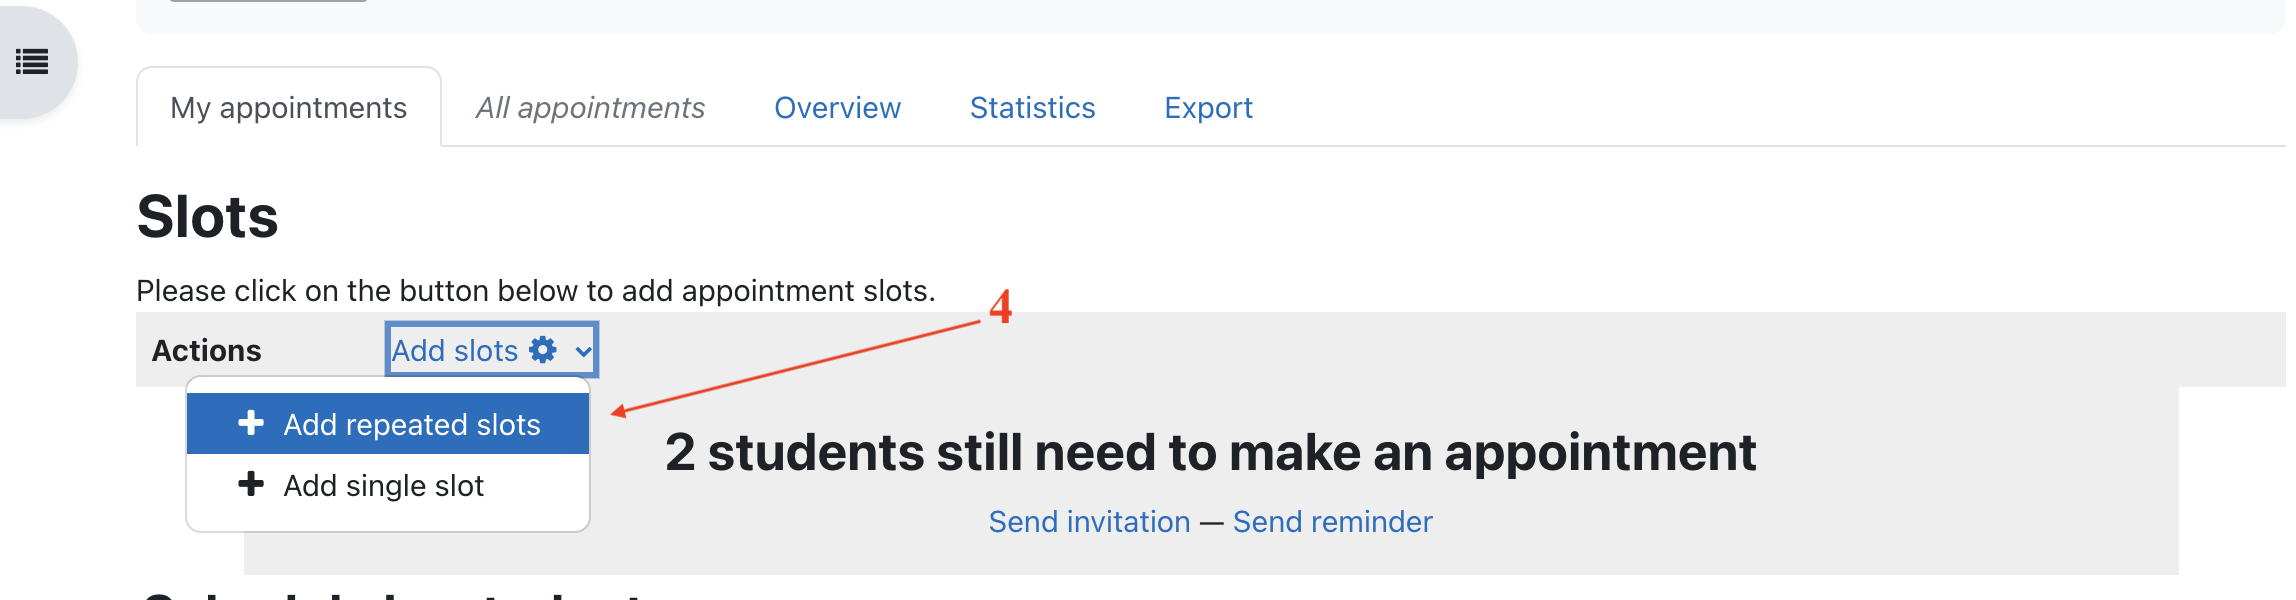 My appointments All appointments Overview Statistics Export
Slots
Please click on the button below to add appointment slots.
4
Actions Add slots
Add repeated slots
Add single slot
2 students still need to make an appointment
Send invitation — Send reminder